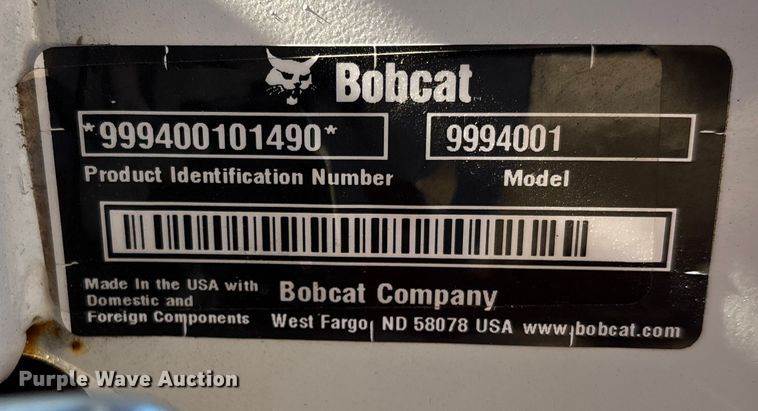 Bobcat
*999400101490* 9994001
Product Identification Number Model
Made In the USA with
Domestic and
Foreign Components
Bobcat Company
West Fargo, ND 58078 USA www.bobcat.com
Purple Wave Auction